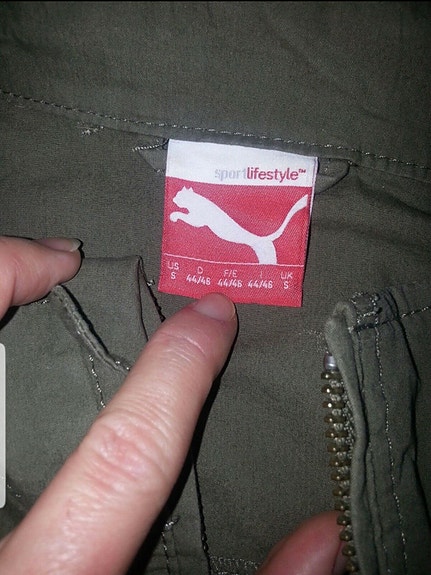 sportlifestyle™
US D F/E I UK
S 44/46 44/46 44/46 S